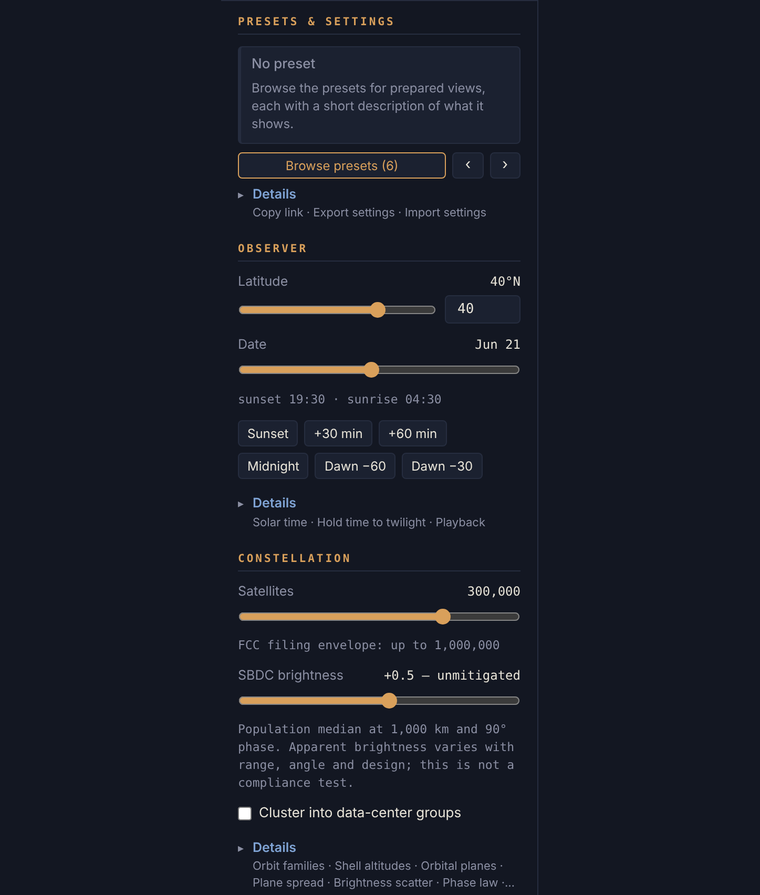 PRESETS & SETTINGS
No preset
Browse the presets for prepared views,
each with a short description of what it
shows.
Browse presets (6) ‹ ›
▸ Details
Copy link · Export settings · Import settings
OBSERVER
Latitude 40°N
40
Date Jun 21
sunset 19:30 · sunrise 04:30
Sunset +30 min +60 min
Midnight Dawn −60 Dawn −30
▸ Details
Solar time · Hold time to twilight · Playback
CONSTELLATION
Satellites 300,000
FCC filing envelope: up to 1,000,000
SBDC brightness +0.5 — unmitigated
Population median at 1,000 km and 90°
phase. Apparent brightness varies with
range, angle and design; this is not a
compliance test.
Cluster into data-center groups
▸ Details
Orbit families · Shell altitudes · Orbital planes ·
Plane spread · Brightness scatter · Phase law ·…